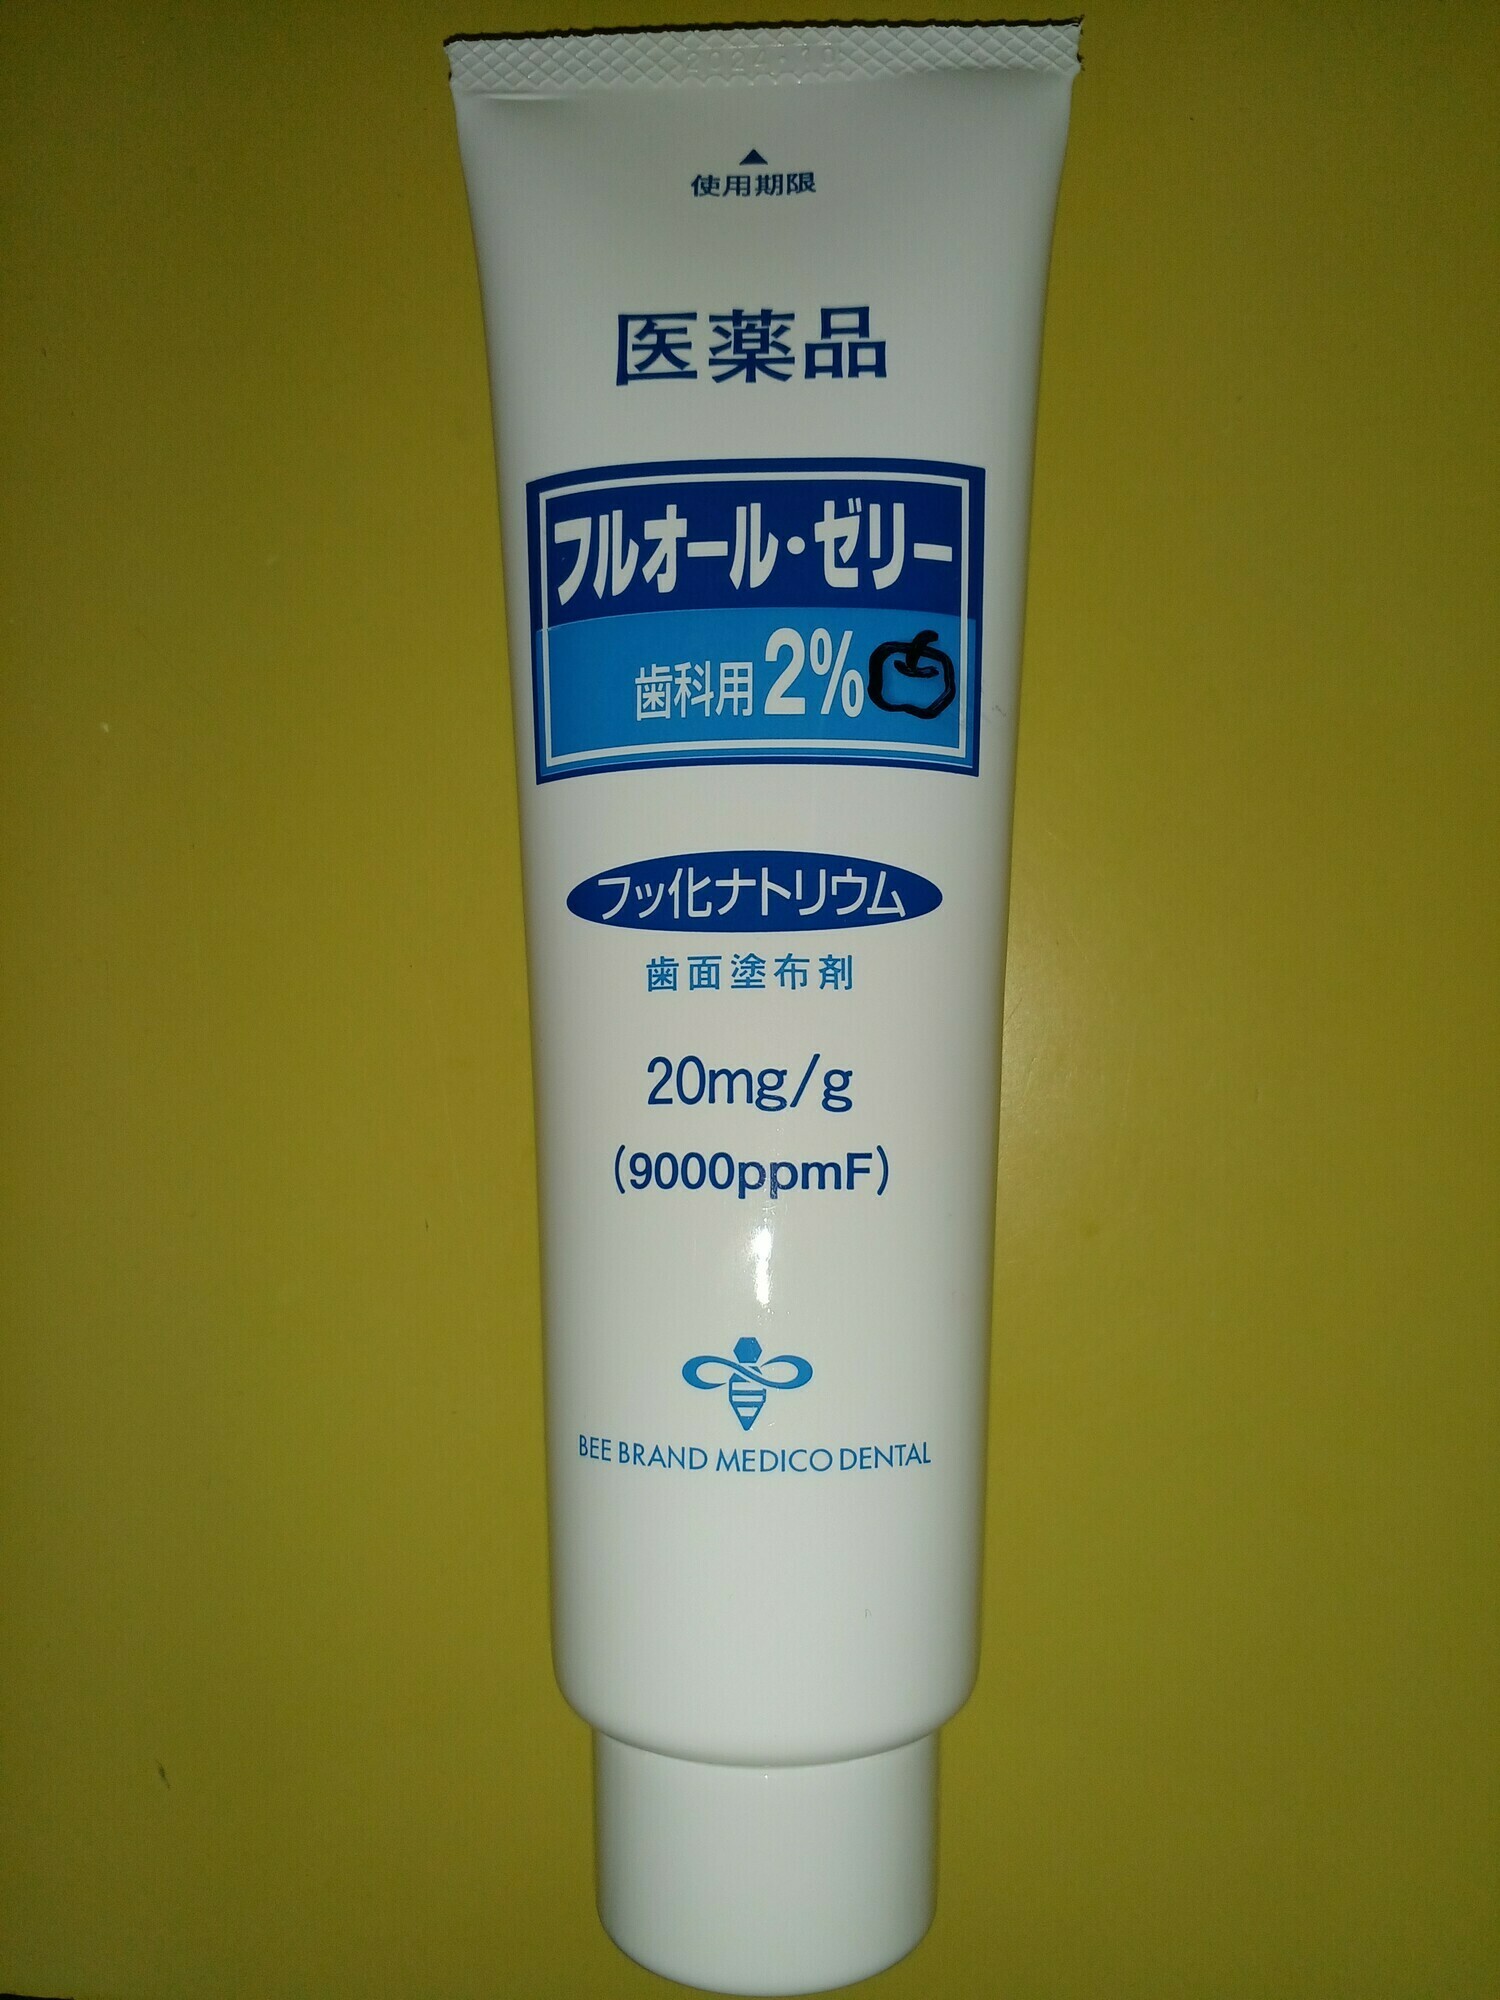 2024.10
使用期限
医薬品
フルオール・ゼリー
歯科用2%
フッ化ナトリウム
歯面塗布剤
20mg/g
(9000ppmF)
BEE BRAND MEDICO DENTAL